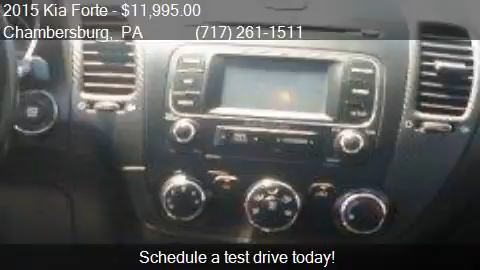 2015 Kia Forte - $11,995.00
Chambersburg, PA (717) 261-1511
Schedule a test drive today!